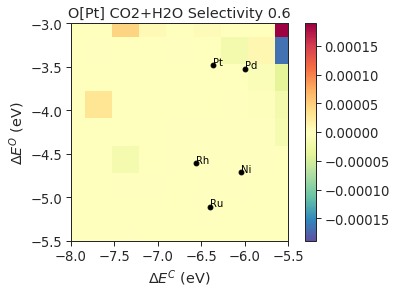 O[Pt] CO2+H2O Selectivity 0.6
−3.0
−3.5
−4.0
−4.5
−5.0
−5.5
ΔE^O (eV)
Pt
Pd
Rh
Ni
Ru
−8.0 −7.5 −7.0 −6.5 −6.0 −5.5
ΔE^C (eV)
0.00015
0.00010
0.00005
0.00000
−0.00005
−0.00010
−0.00015